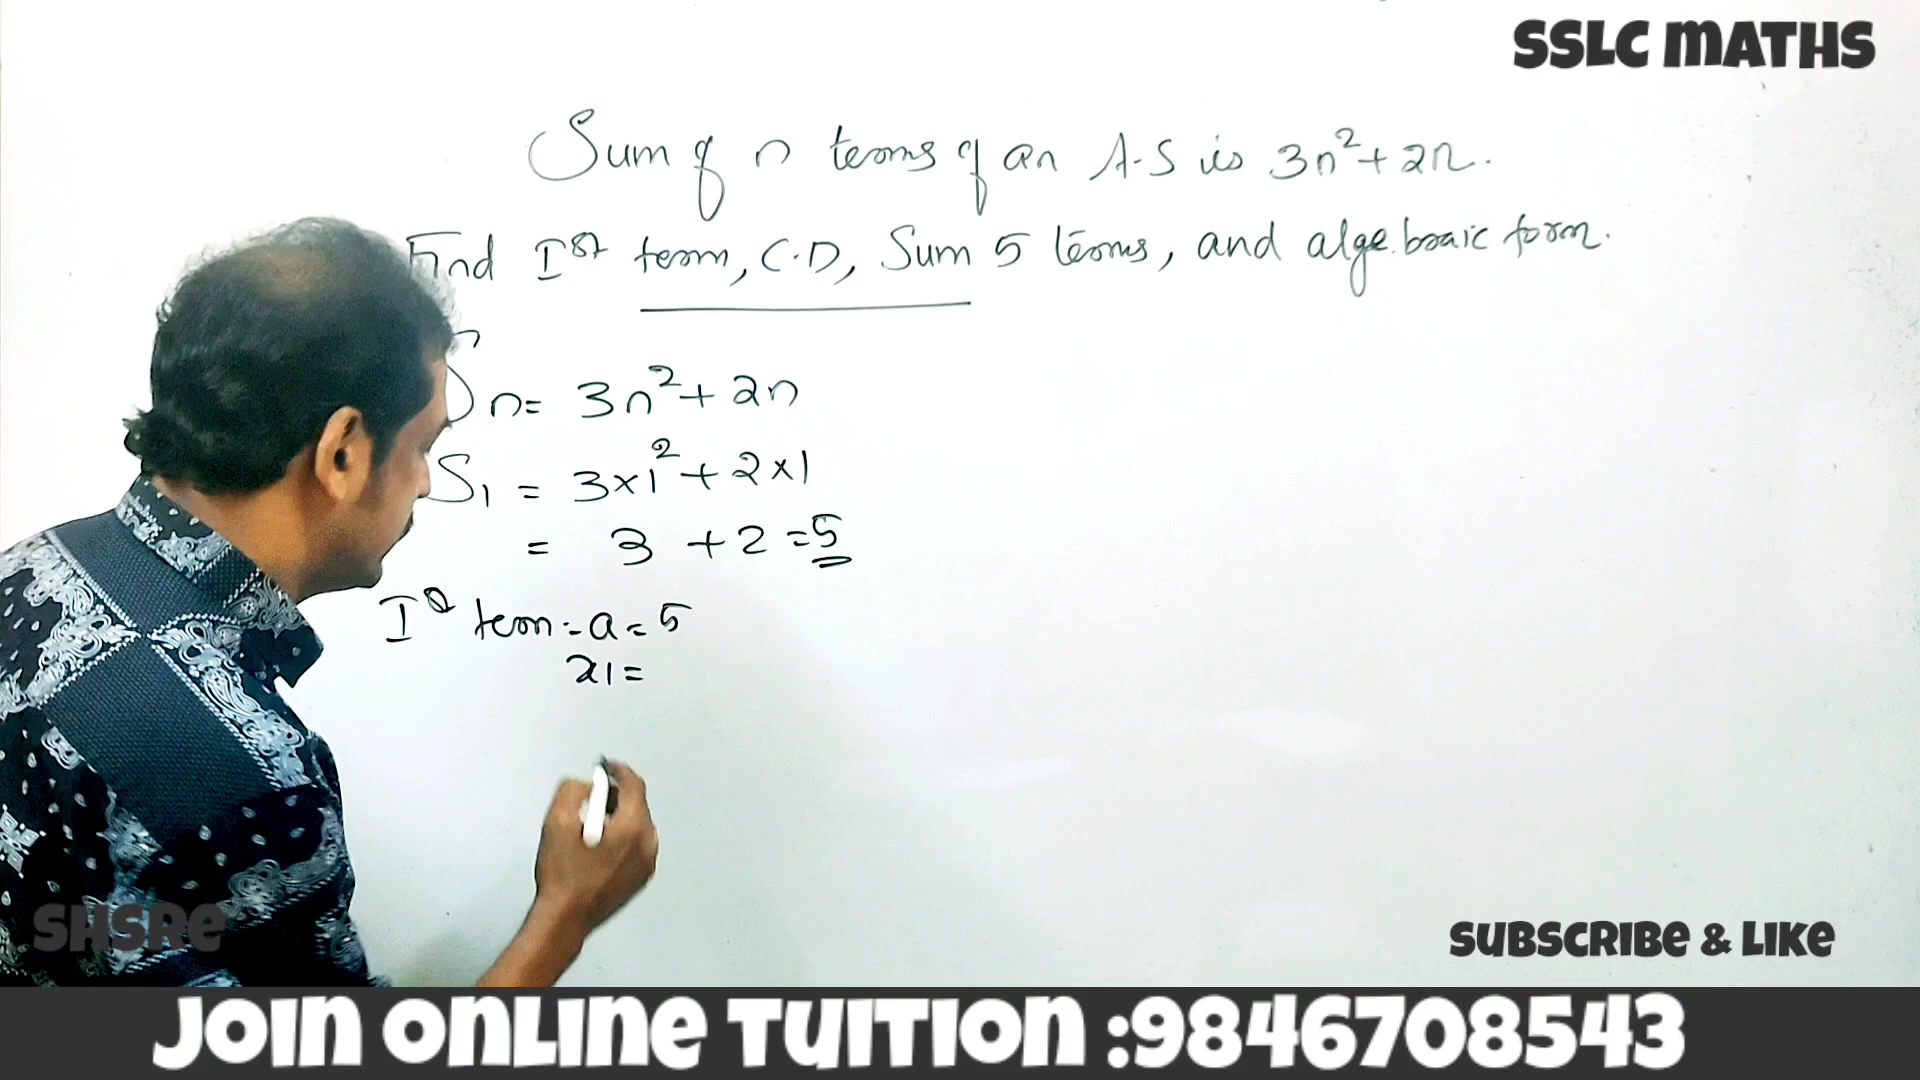 SSLC MATHS
Sum of n terms of an A.S is 3n²+2n.
Find Ist term, C.D, Sum 5 terms, and algebraic form.
Sn= 3n²+2n
S₁ = 3×1²+2×1
= 3 +2 =5
term = a = 5
x1=
SHSRe
SUBSCRIBE & LIKE
JOIN ONLINE TUITION :9846708543